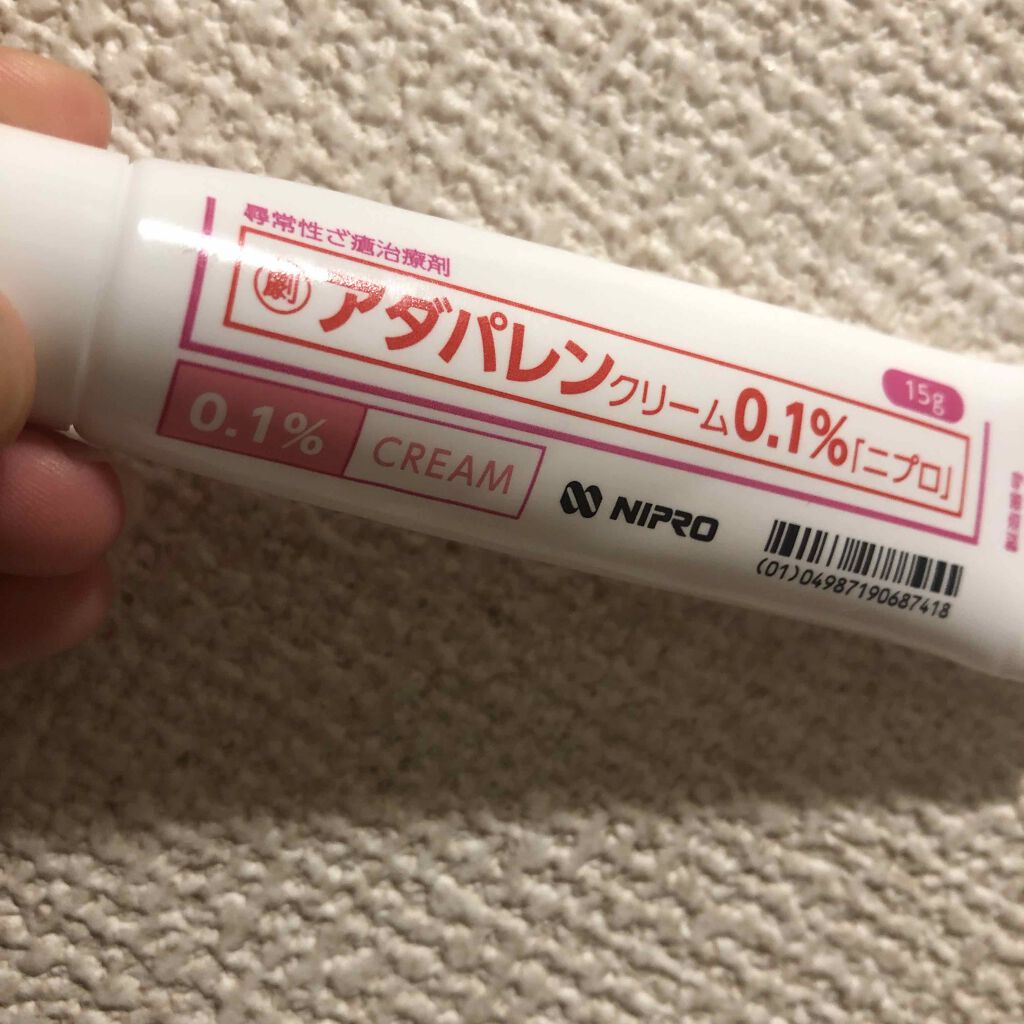 尋常性ざ瘡治療剤
劇 アダパレンクリーム0.1%「ニプロ」
15g
0.1% CREAM
NIPRO
(01)04987190687418